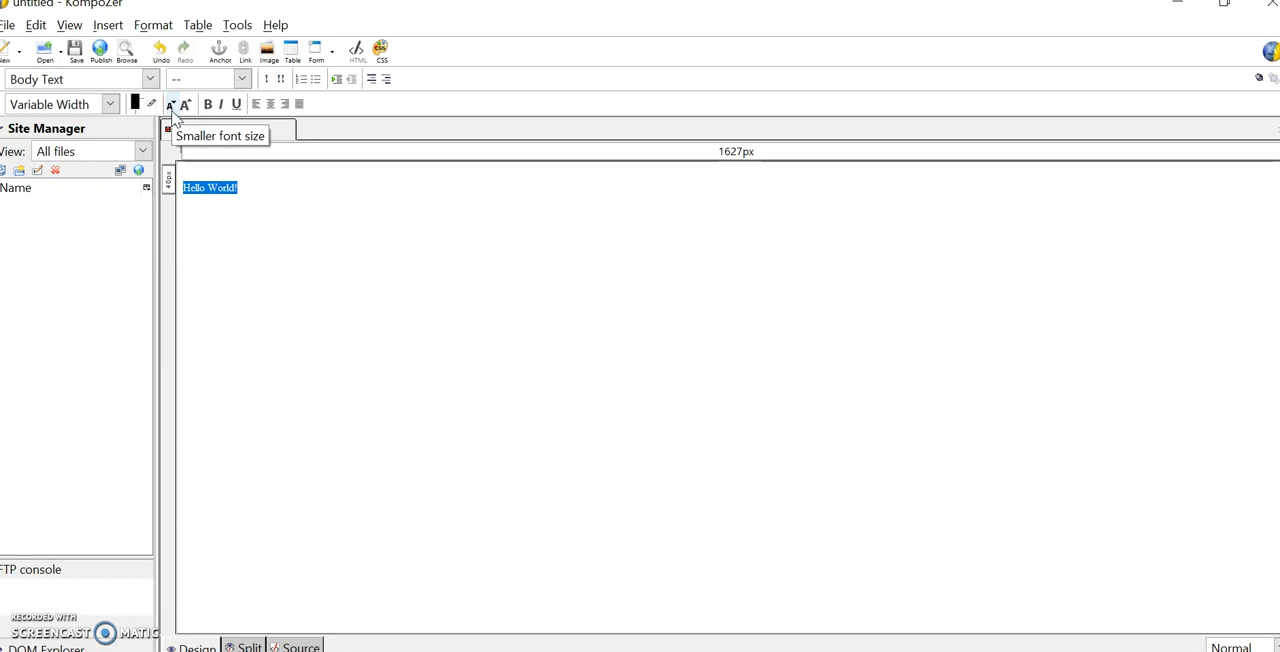 untitled - KompoZer
File Edit View Insert Format Table Tools Help
New Open Save Publish Browse Undo Redo Anchor Link Image Table Form HTML CSS
Body Text -- ! !!
Variable Width A A B I U
Site Manager
Smaller font size
View: All files
1627px
40px
Name
Hello World!
FTP console
RECORDED WITH
SCREENCAST MATIC
DOM Explorer
Design Split Source
Normal